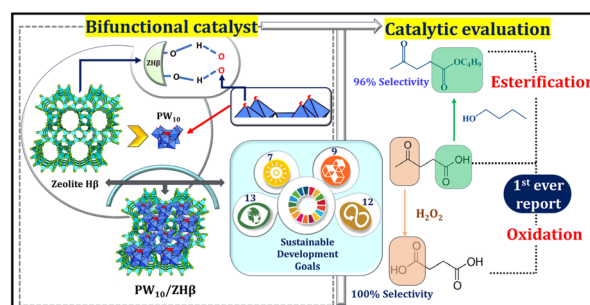 Bifunctional catalyst
ZHβ
O H O
O H O
PW10
Zeolite Hβ
PW10/ZHβ
7
9
13
12
Sustainable
Development
Goals
Catalytic evaluation
O
OC4H9
O
96% Selectivity
Esterification
HO
O
OH
O
1st ever
report
H2O2
Oxidation
O
OH
HO
O
100% Selectivity